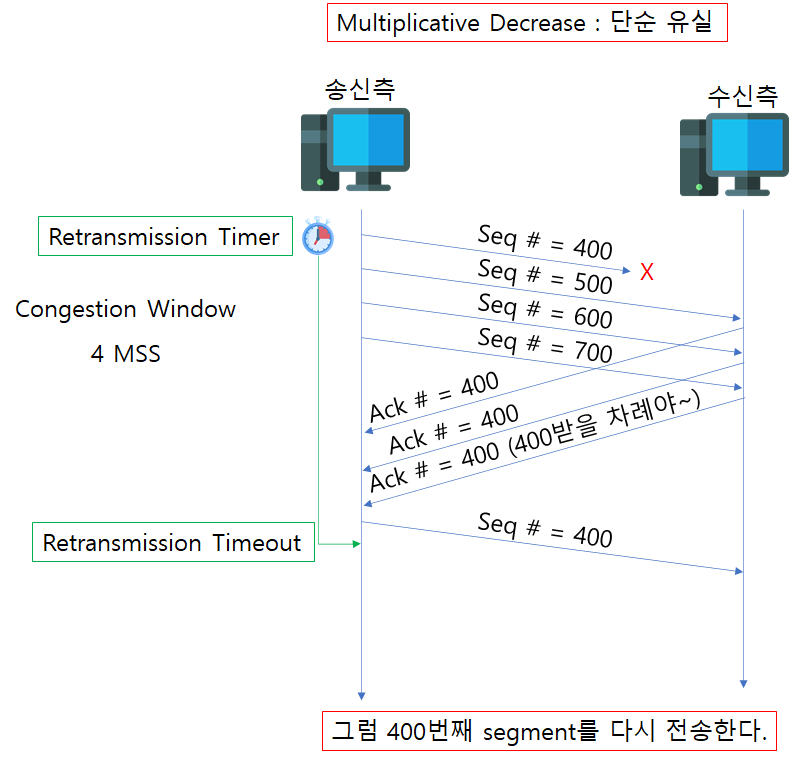 Multiplicative Decrease : 단순 유실
송신측
수신측
Retransmission Timer
Seq # = 400
X
Seq # = 500
Congestion Window
4 MSS
Seq # = 600
Seq # = 700
Ack # = 400
Ack # = 400
Ack # = 400 (400받을 차례야~)
Retransmission Timeout
Seq # = 400
그럼 400번째 segment를 다시 전송한다.